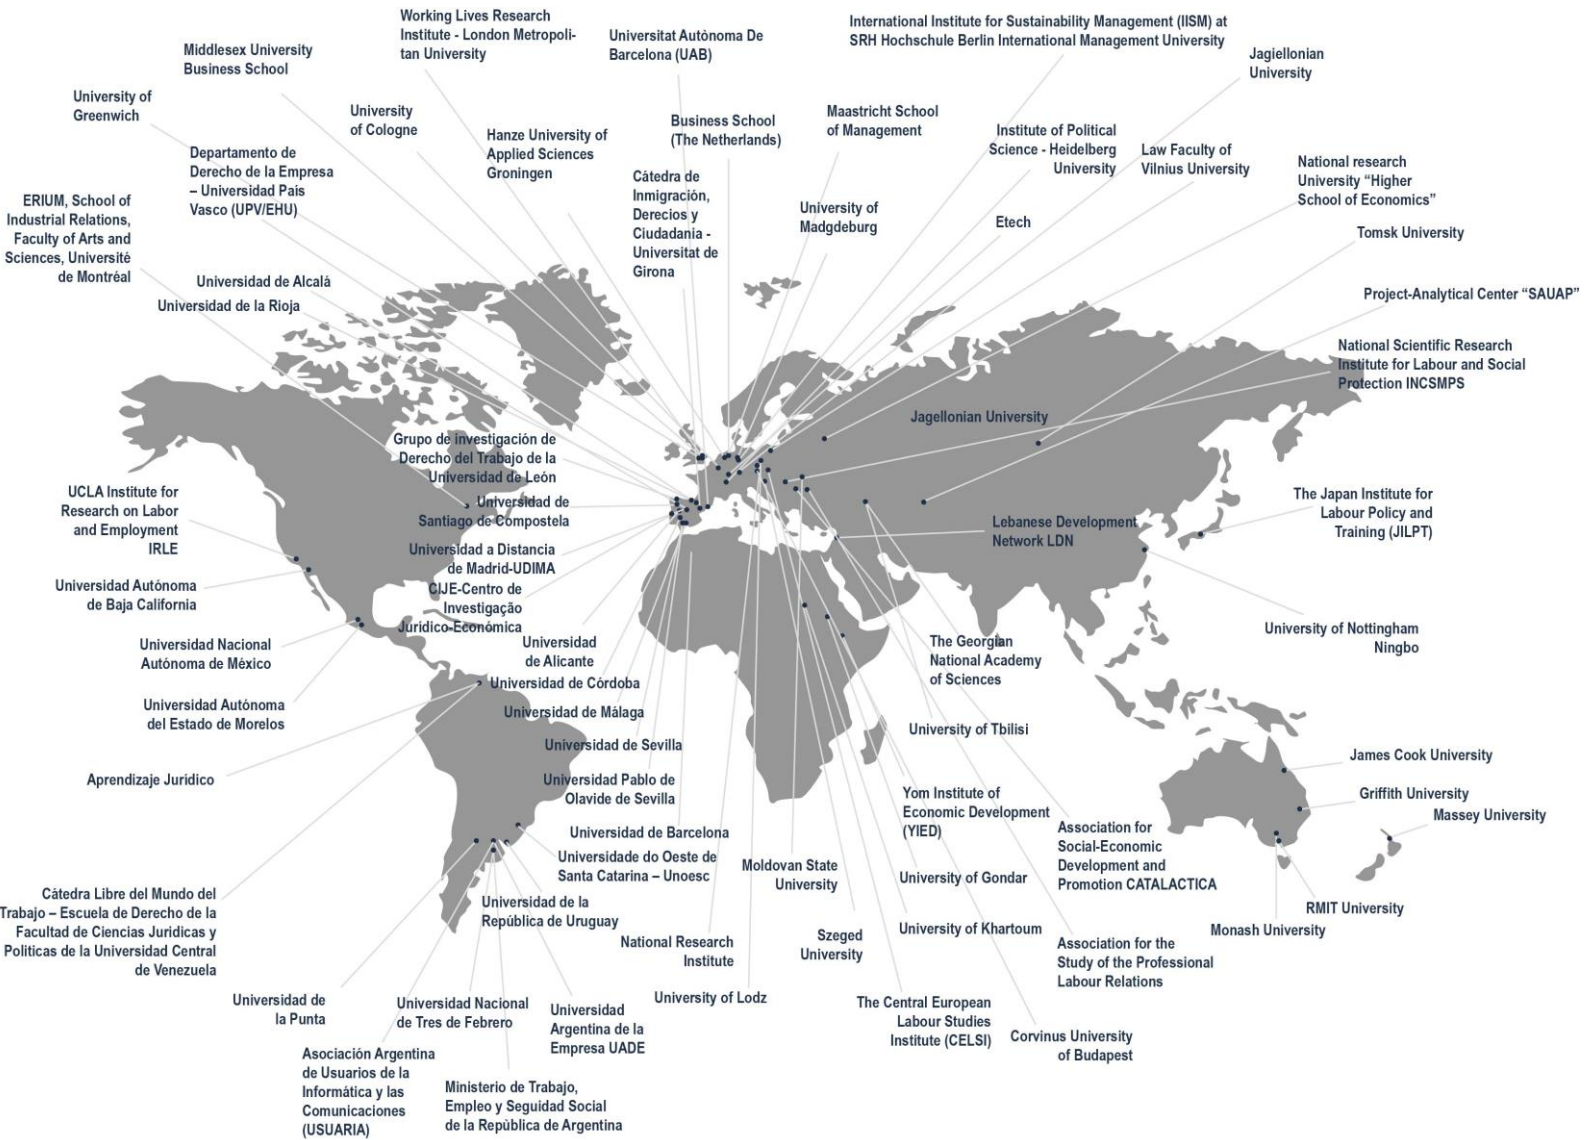 Working Lives Research
Institute - London Metropoli-
tan University
Universitat Autònoma De
Barcelona (UAB)
International Institute for Sustainability Management (IISM) at
SRH Hochschule Berlin International Management University
Middlesex University
Business School
Jagiellonian
University
University of
Greenwich
University
of Cologne
Hanze University of
Applied Sciences
Groningen
Business School
(The Netherlands)
Maastricht School
of Management
Institute of Political
Science - Heidelberg
University
Law Faculty of
Vilnius University
National research
University “Higher
School of Economics”
Departamento de
Derecho de la Empresa
– Universidad País
Vasco (UPV/EHU)
Cátedra de
Inmigración,
Derecios y
Ciudadania -
Universitat de
Girona
University of
Madgdeburg
Etech
Tomsk University
ERIUM, School of
Industrial Relations,
Faculty of Arts and
Sciences, Université
de Montréal
Universidad de Alcalá
Universidad de la Rioja
Project-Analytical Center “SAUAP”
National Scientific Research
Institute for Labour and Social
Protection INCSMPS
Jagellonian University
Grupo de investigación de
Derecho del Trabajo de la
Universidad de León
UCLA Institute for
Research on Labor
and Employment
IRLE
Universidad de
Santiago de Compostela
The Japan Institute for
Labour Policy and
Training (JILPT)
Lebanese Development
Network LDN
Universidad a Distancia
de Madrid-UDIMA
Universidad Autónoma
de Baja California
CIJE-Centro de
Investigação
Jurídico-Económica
Universidad Nacional
Autónoma de México
Universidad
de Alicante
The Georgian
National Academy
of Sciences
University of Nottingham
Ningbo
Universidad de Córdoba
Universidad Autónoma
del Estado de Morelos
Universidad de Málaga
University of Tbilisi
Universidad de Sevilla
James Cook University
Aprendizaje Jurídico
Universidad Pablo de
Olavide de Sevilla
Yom Institute of
Economic Development
(YIED)
Griffith University
Massey University
Universidad de Barcelona
Association for
Social-Economic
Development and
Promotion CATALACTICA
Universidade do Oeste de
Santa Catarina – Unoesc
Moldovan State
University
University of Gondar
Cátedra Libre del Mundo del
Trabajo – Escuela de Derecho de la
Facultad de Ciencias Jurídicas y
Políticas de la Universidad Central
de Venezuela
Universidad de la
República de Uruguay
RMIT University
Monash University
National Research
Institute
Szeged
University
University of Khartoum
Association for the
Study of the Professional
Labour Relations
Universidad de
la Punta
Universidad Nacional
de Tres de Febrero
Universidad
Argentina de la
Empresa UADE
University of Lodz
The Central European
Labour Studies
Institute (CELSI)
Corvinus University
of Budapest
Asociación Argentina
de Usuarios de la
Informática y las
Comunicaciones
(USUARIA)
Ministerio de Trabajo,
Empleo y Seguidad Social
de la Repùblica de Argentina